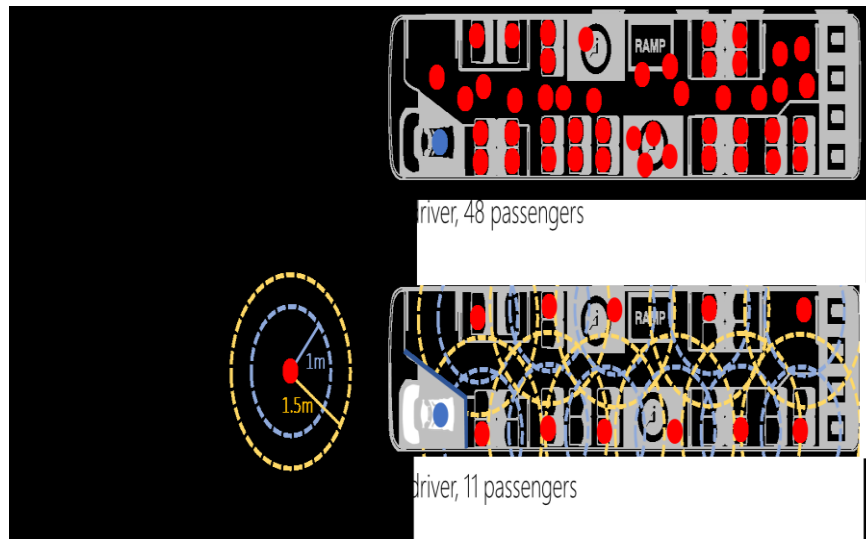 RAMP
driver, 48 passengers
1m
1.5m
RAMP
driver, 11 passengers